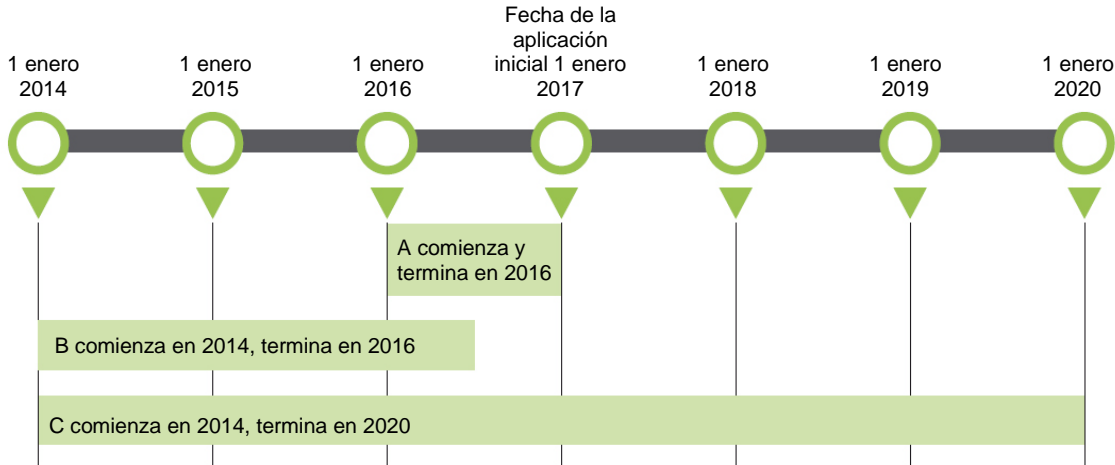 1 enero
2014
1 enero
2015
1 enero
2016
Fecha de la
aplicación
inicial 1 enero
2017
1 enero
2018
1 enero
2019
1 enero
2020
A comienza y
termina en 2016
B comienza en 2014, termina en 2016
C comienza en 2014, termina en 2020